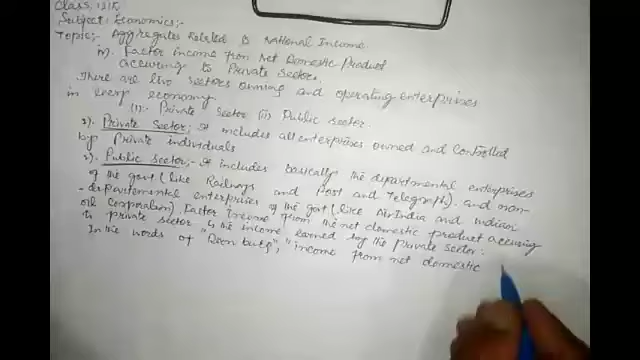 Class: 12th
Subject: Economics;-
Topic;- Aggregates Related to National Income
iv). Factor Income from Net Domestic Product
accuring to Private Sector.
There are two sectors owning and operating enterprises
in every economy.
(i): Private Sector (ii) Public sector.
1). Private Sector; It includes all enterprises owned and controlled
by Private individuals
2). Public sector;- It includes basically the departmental enterprises
of the govt (like Railways and Post and Telegraph) and non
-departemental enterprises of the govt (like Air India and Indian
oil Corporation). Factor Income from the net domestic product accuring
to private sector is the income earned by the private sector.
In the words of "income from net domestic